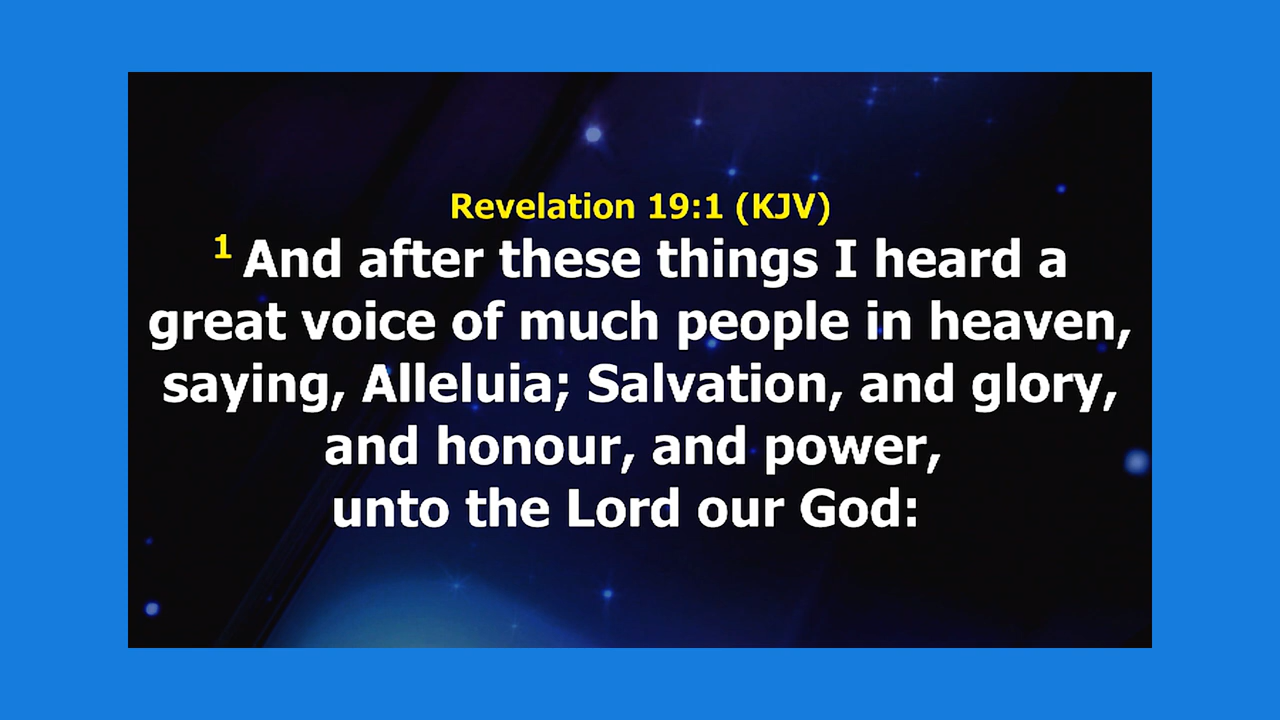 Revelation 19:1 (KJV)
1 And after these things I heard a
great voice of much people in heaven,
saying, Alleluia; Salvation, and glory,
and honour, and power,
unto the Lord our God: